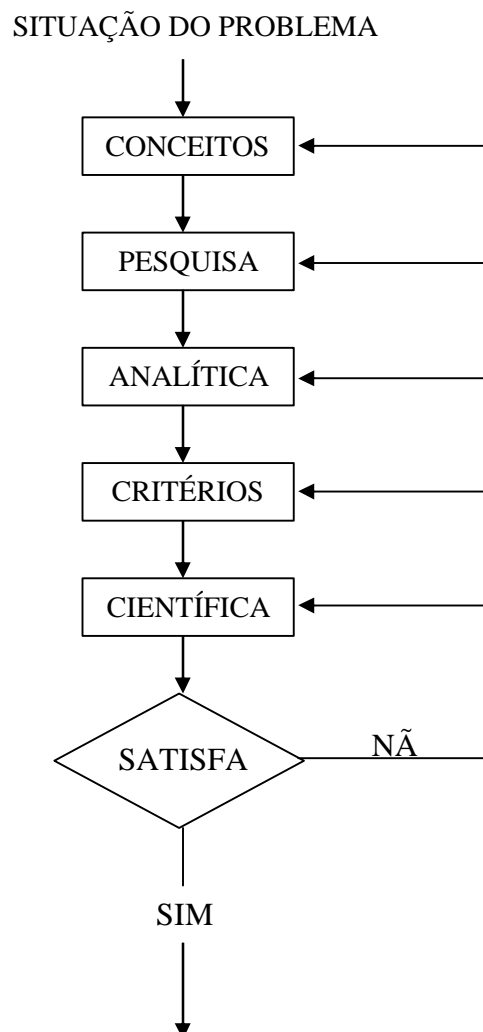 SITUAÇÃO DO PROBLEMA
CONCEITOS
PESQUISA
ANALÍTICA
CRITÉRIOS
CIENTÍFICA
SATISFA
NÃ
SIM